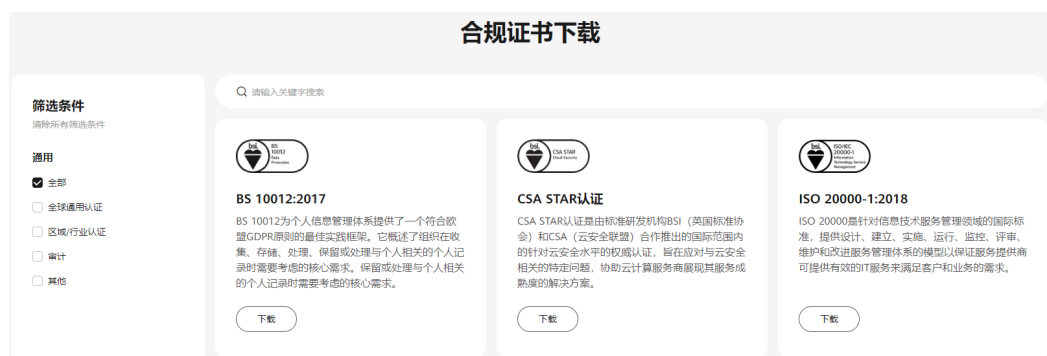 合规证书下载
筛选条件
清除所有筛选条件
通用
全部
全球通用认证
区域/行业认证
审计
其他
请输入关键字搜索
bsi.
BS
10012
Data
Protection
BS 10012:2017
BS 10012为个人信息管理体系提供了一个符合欧
盟GDPR原则的最佳实践框架。它概述了组织在收
集、存储、处理、保留或处理与个人相关的个人记
录时需要考虑的核心需求。保留或处理与个人相关
的个人记录时需要考虑的核心需求。
下载
bsi.
CSA STAR
Cloud Security
CSA STAR认证
CSA STAR认证是由标准研发机构BSI（英国标准协
会）和CSA（云安全联盟）合作推出的国际范围内
的针对云安全水平的权威认证，旨在应对与云安全
相关的特定问题，协助云计算服务商展现其服务成
熟度的解决方案。
下载
bsi.
ISO/IEC
20000-1
Information
Technology Service
Management
ISO 20000-1:2018
ISO 20000是针对信息技术服务管理领域的国际标
准，提供设计、建立、实施、运行、监控、评审、
维护和改进服务管理体系的模型以保证服务提供商
可提供有效的IT服务来满足客户和业务的需求。
下载